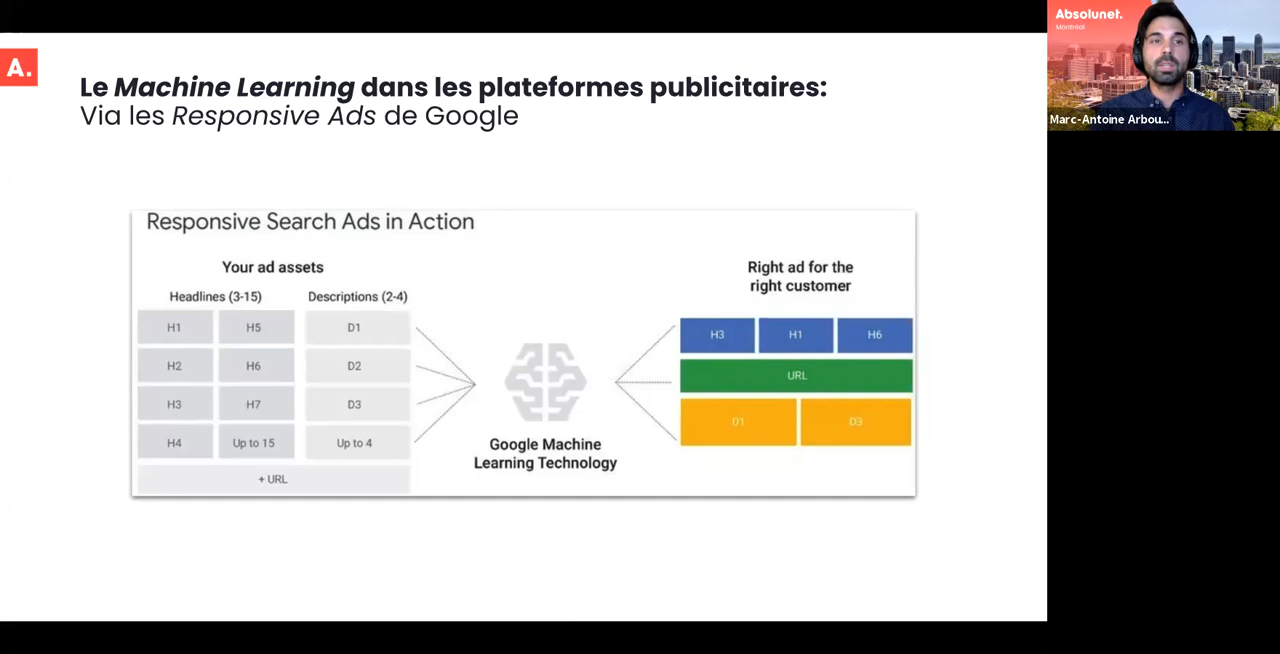 A.
Le Machine Learning dans les plateformes publicitaires:
Via les Responsive Ads de Google
Responsive Search Ads in Action
Your ad assets
Headlines (3-15)
Descriptions (2-4)
H1
H5
D1
H2
H6
D2
H3
H7
D3
H4
Up to 15
Up to 4
+ URL
Google Machine
Learning Technology
Right ad for the
right customer
H3
H1
H6
URL
D1
D3
Absolunet.
Montréal
Marc-Antoine Arbou...